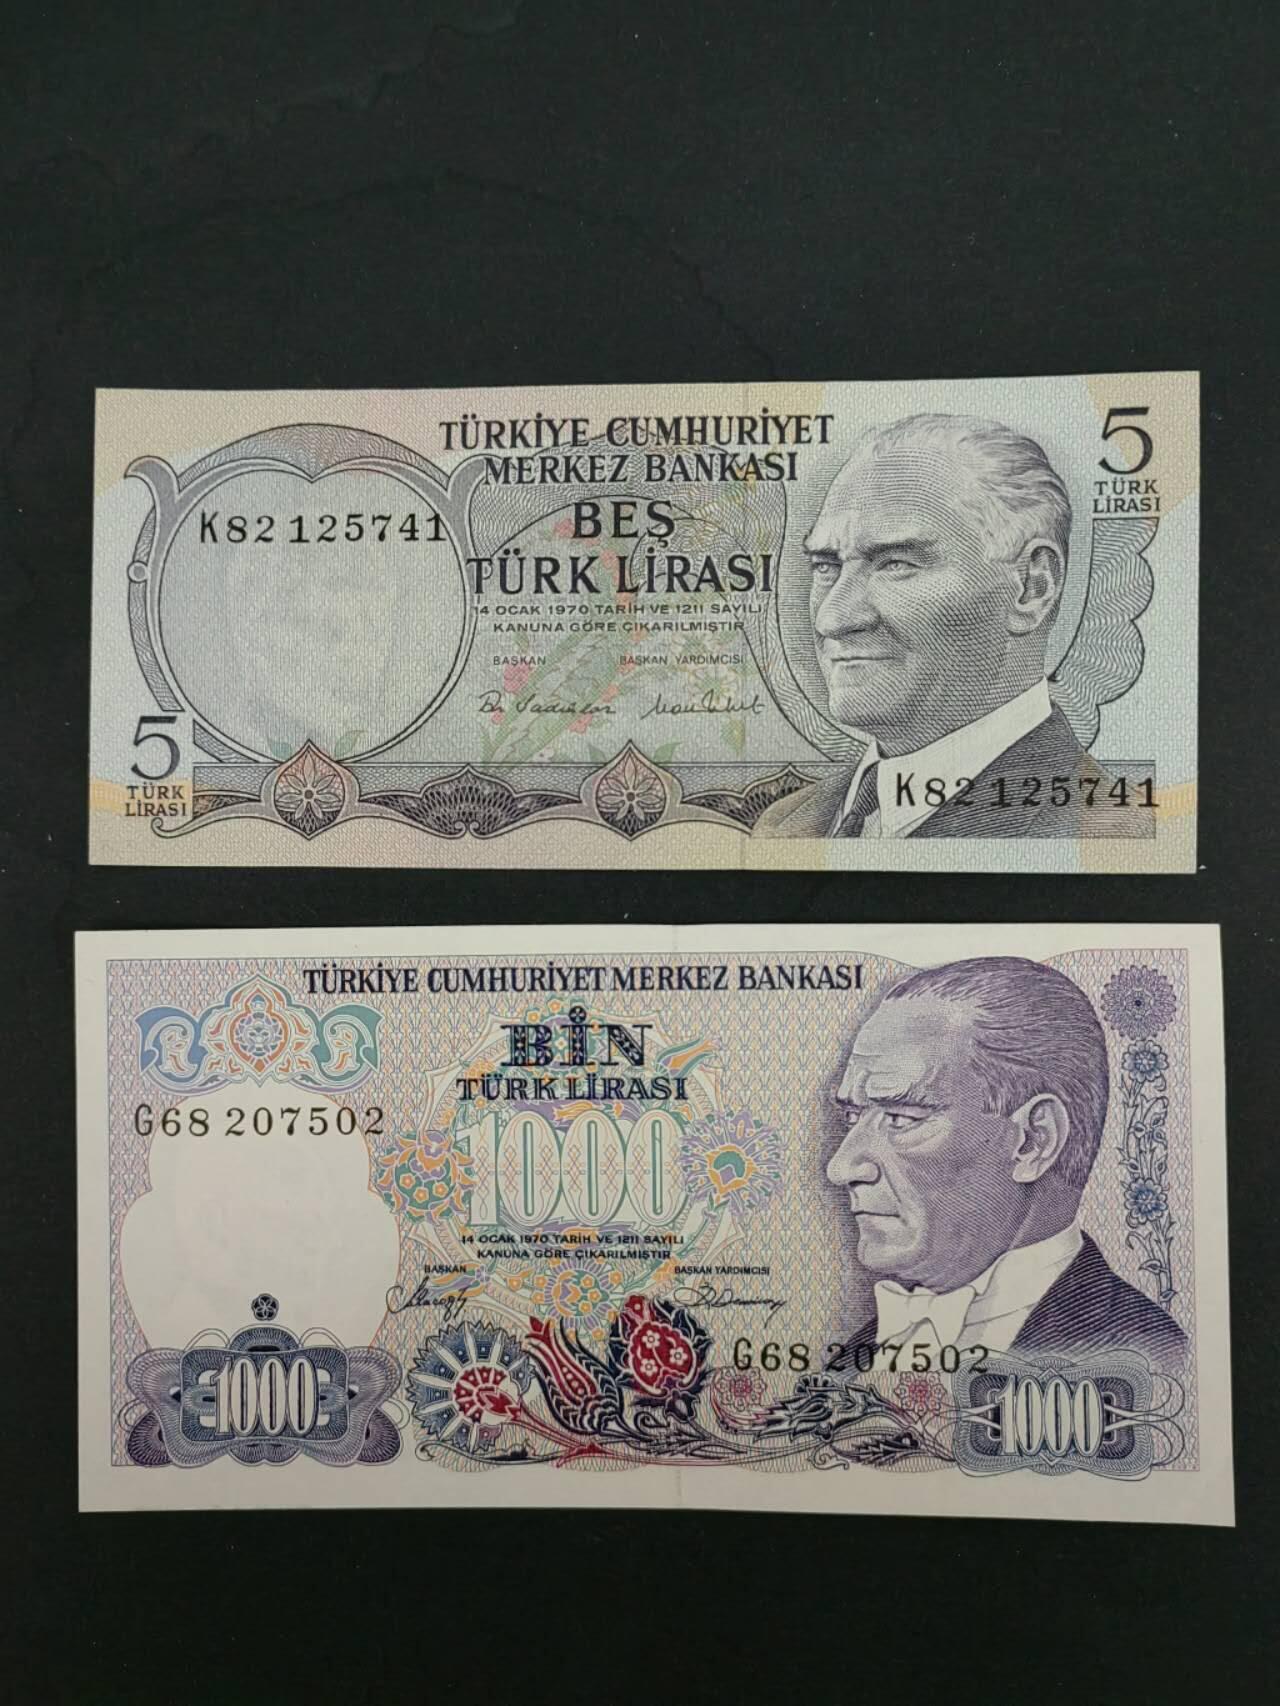 TÜRKİYE CUMHURİYET
MERKEZ BANKASI
5
TÜRK
LİRASI
K82 125741
BEŞ
TÜRK LİRASI
14 OCAK 1970 TARİH VE 1211 SAYILI
KANUNA GÖRE ÇIKARILMIŞTIR
BAŞKAN BAŞKAN YARDIMCISI
5
TÜRK
LİRASI
K82 125741
TÜRKİYE CUMHURİYET MERKEZ BANKASI
BİN
TÜRK LİRASI
G68 207502
1000
14 OCAK 1970 TARİH VE 1211 SAYILI
KANUNA GÖRE ÇIKARILMIŞTIR
BAŞKAN BAŞKAN YARDIMCISI
G68 207502
1000 1000